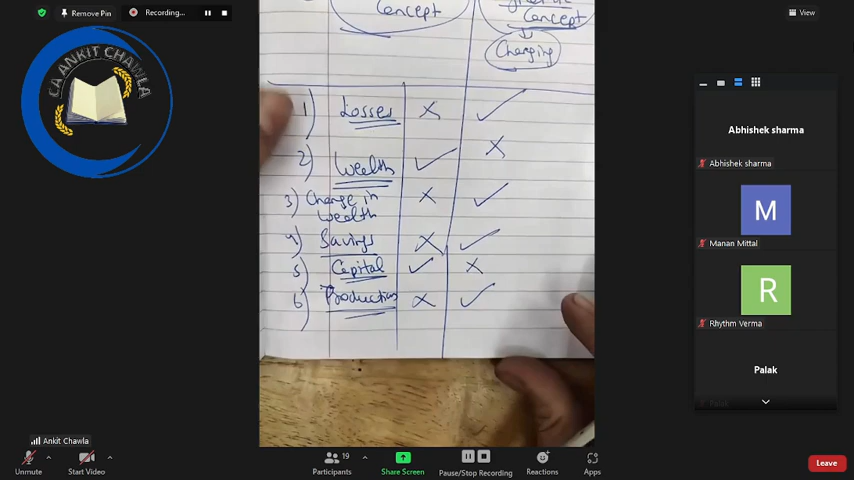 Remove Pin
Recording...
View
Concept
Concept
Changing
CA ANKIT CHAWLA
1) Losses × ✓
2) Wealth ✓ ×
3) Change in
Wealth × ✓
4) Savings × ✓
5) Capital ✓ ×
6) Production × ✓
Abhishek sharma
Abhishek sharma
M
Manan Mittal
R
Rhythm Verma
Palak
Palak
Ankit Chawla
Unmute
Start Video
19
Participants
Share Screen
Pause/Stop Recording
Reactions
Apps
Leave